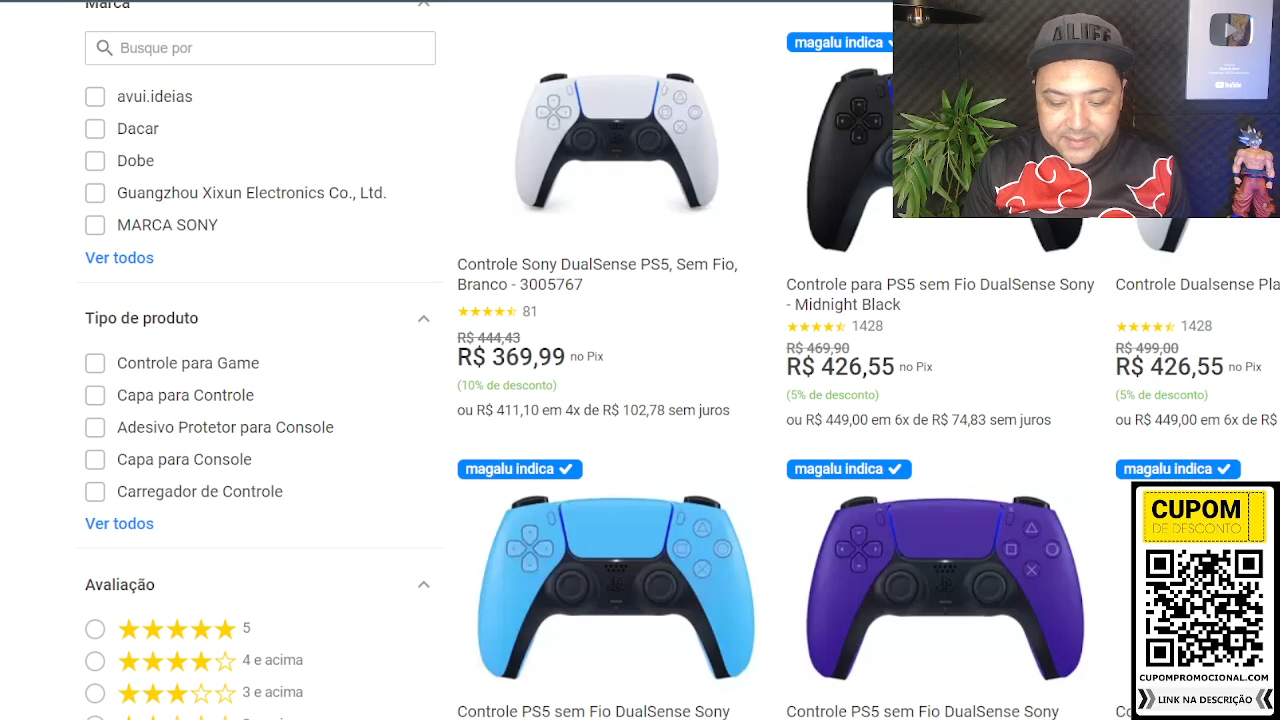 Marca
Busque por
avui.ideias
Dacar
Dobe
Guangzhou Xixun Electronics Co., Ltd.
MARCA SONY
Ver todos
Tipo de produto
Controle para Game
Capa para Controle
Adesivo Protetor para Console
Capa para Console
Carregador de Controle
Ver todos
Avaliação
5
4 e acima
3 e acima
Controle Sony DualSense PS5, Sem Fio,
Branco - 3005767
81
R$ 444,43
R$ 369,99 no Pix
(10% de desconto)
ou R$ 411,10 em 4x de R$ 102,78 sem juros
magalu indica
Controle para PS5 sem Fio DualSense Sony
- Midnight Black
1428
R$ 469,90
R$ 426,55 no Pix
(5% de desconto)
ou R$ 449,00 em 6x de R$ 74,83 sem juros
Controle Dualsense Pla
1428
R$ 499,00
R$ 426,55 no Pix
(5% de desconto)
ou R$ 449,00 em 6x de R$
magalu indica
Controle PS5 sem Fio DualSense Sony
magalu indica
Controle PS5 sem Fio DualSense Sony
magalu indica
ALIFF
YouTube
CUPOM
DE DESCONTO
CUPOMPROMOCIONAL.COM
LINK NA DESCRIÇÃO